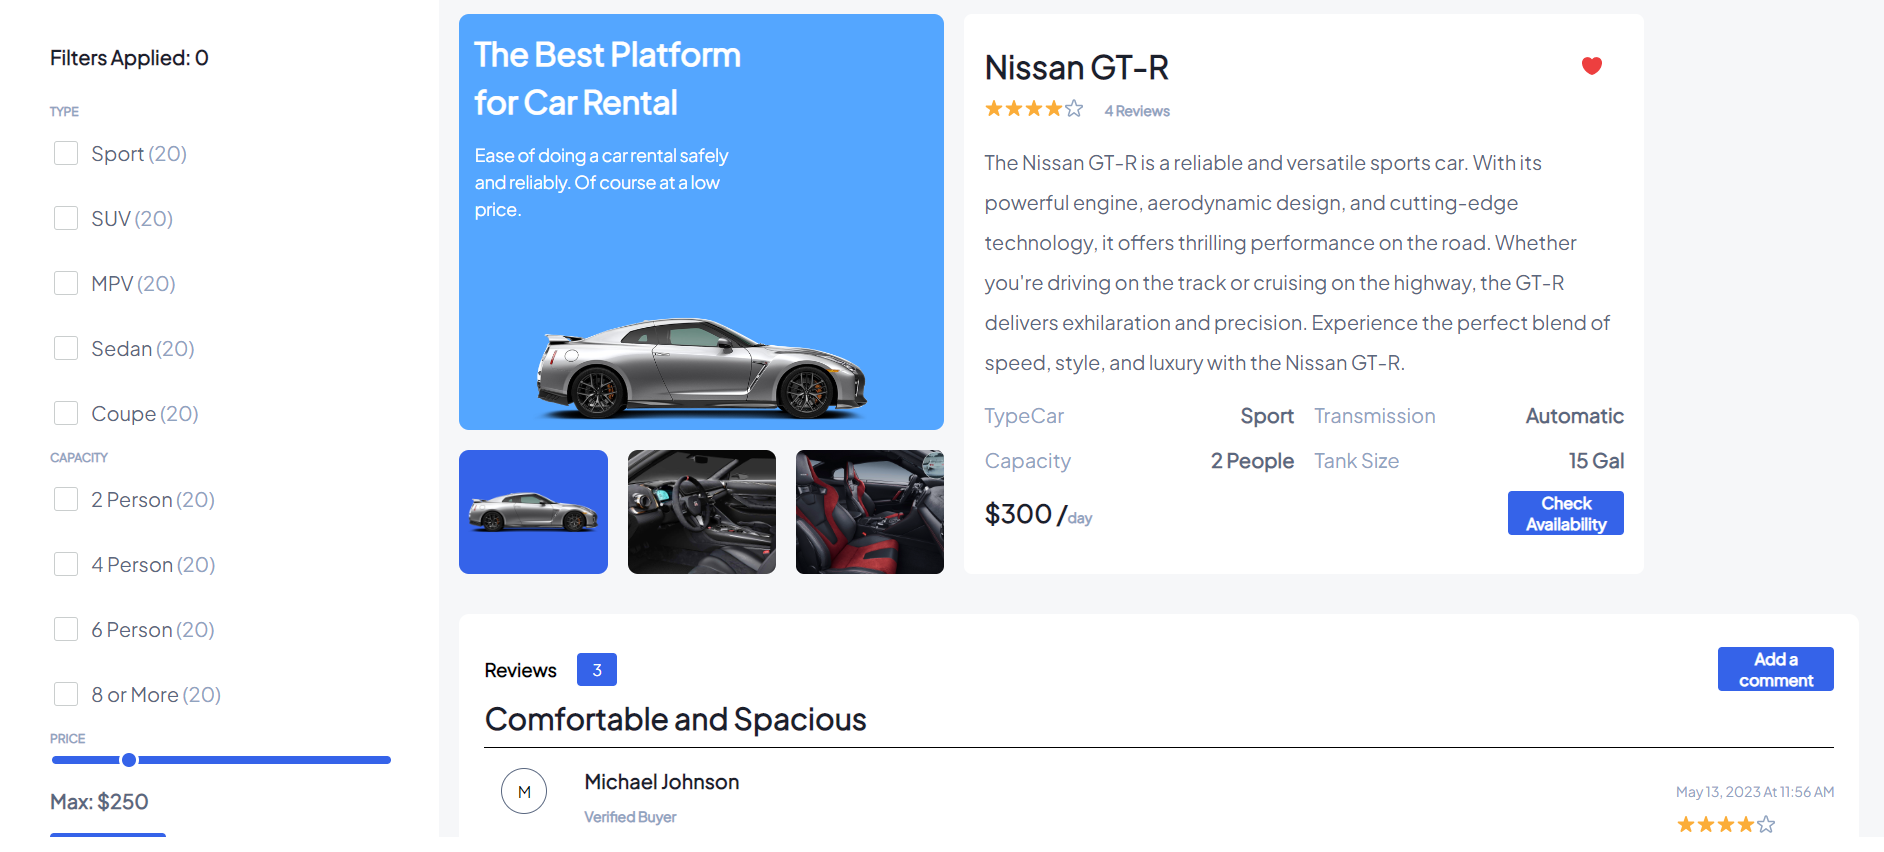 Filters Applied: 0
TYPE
Sport (20)
SUV (20)
MPV (20)
Sedan (20)
Coupe (20)
CAPACITY
2 Person (20)
4 Person (20)
6 Person (20)
8 or More (20)
PRICE
Max: $250
The Best Platform
for Car Rental
Ease of doing a car rental safely
and reliably. Of course at a low
price.
Nissan GT-R
4 Reviews
The Nissan GT-R is a reliable and versatile sports car. With its
powerful engine, aerodynamic design, and cutting-edge
technology, it offers thrilling performance on the road. Whether
you're driving on the track or cruising on the highway, the GT-R
delivers exhilaration and precision. Experience the perfect blend of
speed, style, and luxury with the Nissan GT-R.
TypeCar Sport Transmission Automatic
Capacity 2 People Tank Size 15 Gal
$300 /day
Check
Availability
Reviews 3
Add a
comment
Comfortable and Spacious
M
Michael Johnson
Verified Buyer
May 13, 2023 At 11:56 AM